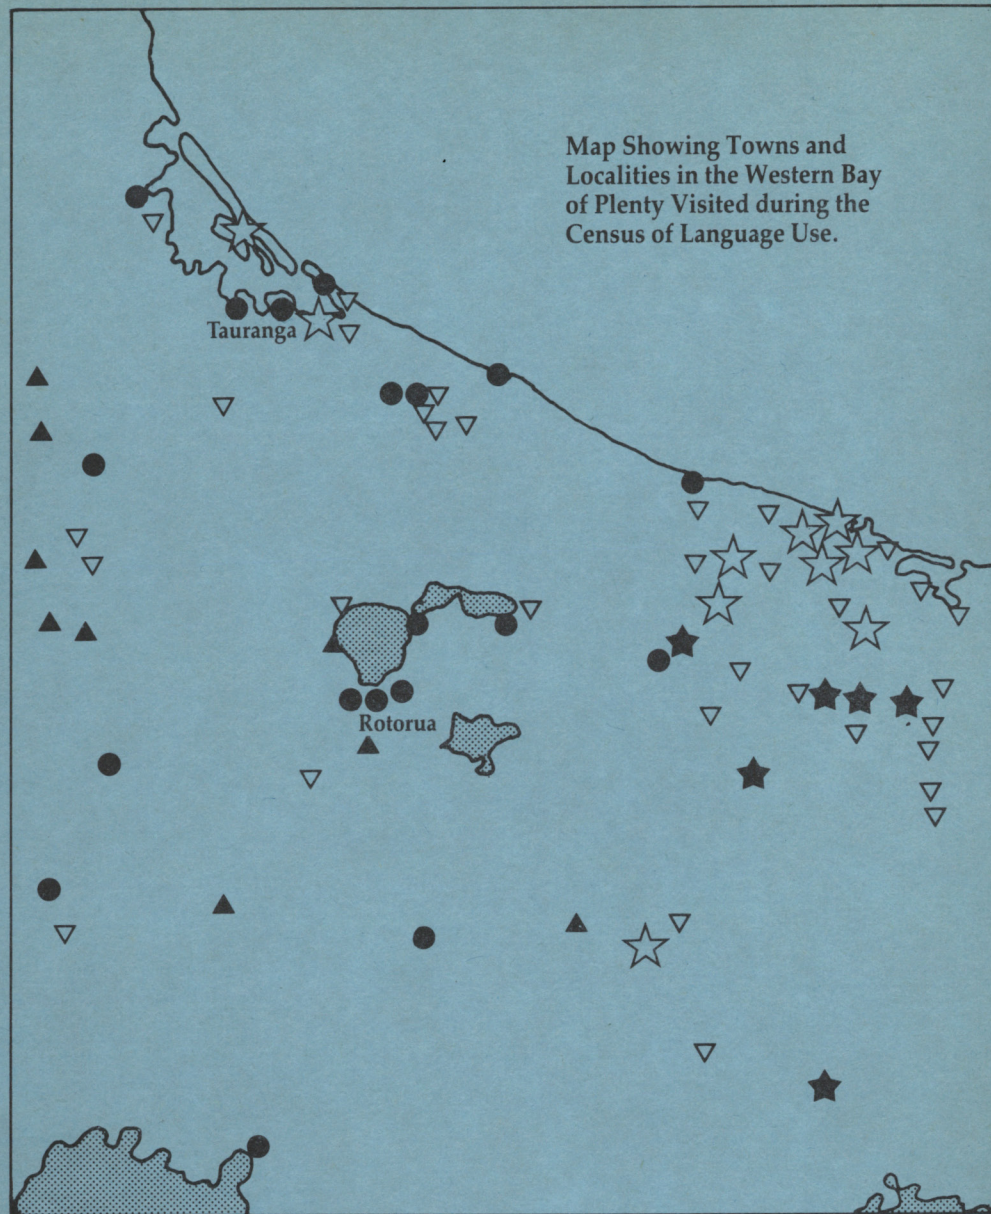 Map Showing Towns and
Localities in the Western Bay
of Plenty Visited during the
Census of Language Use.
Tauranga
Rotorua